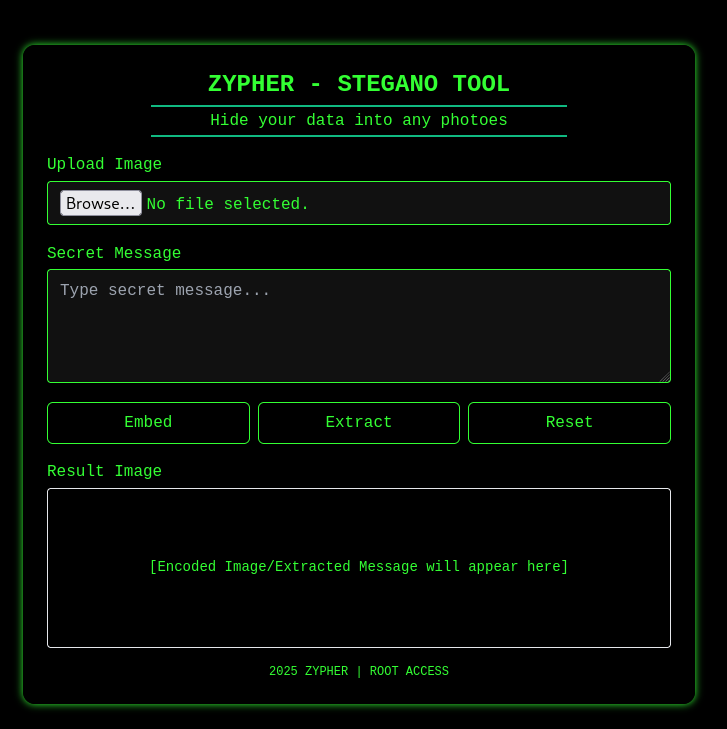 ZYPHER - STEGANO TOOL
Hide your data into any photoes
Upload Image
Browse... No file selected.
Secret Message
Type secret message...
Embed Extract Reset
Result Image
[Encoded Image/Extracted Message will appear here]
2025 ZYPHER | ROOT ACCESS